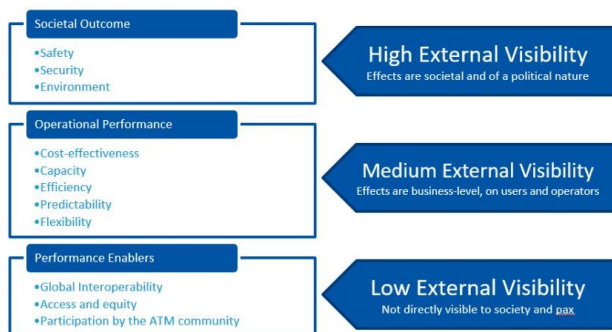 Societal Outcome
•Safety
•Security
•Environment
High External Visibility
Effects are societal and of a political nature
Operational Performance
•Cost-effectiveness
•Capacity
•Efficiency
•Predictability
•Flexibility
Medium External Visibility
Effects are business-level, on users and operators
Performance Enablers
•Global Interoperability
•Access and equity
•Participation by the ATM community
Low External Visibility
Not directly visible to society and pax